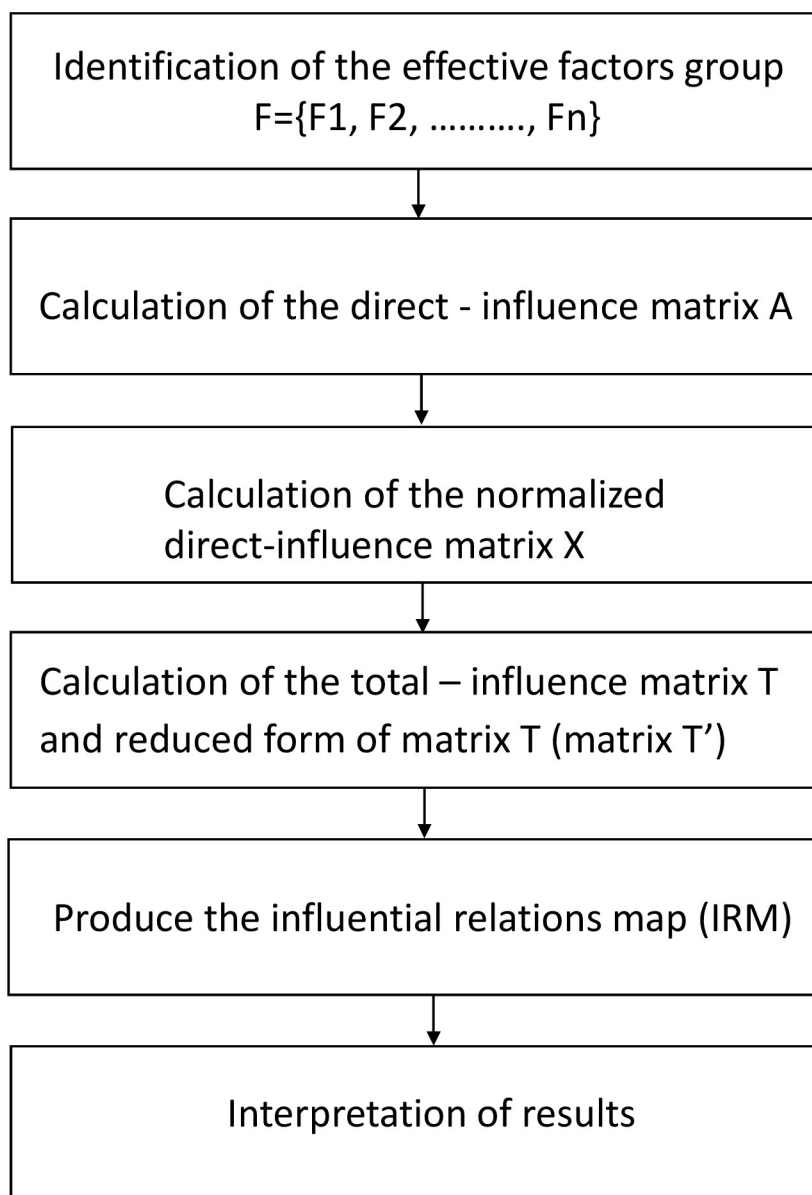 Identification of the effective factors group
F={F1, F2, ………., Fn}
Calculation of the direct - influence matrix A
Calculation of the normalized
direct-influence matrix X
Calculation of the total – influence matrix T
and reduced form of matrix T (matrix T’)
Produce the influential relations map (IRM)
Interpretation of results